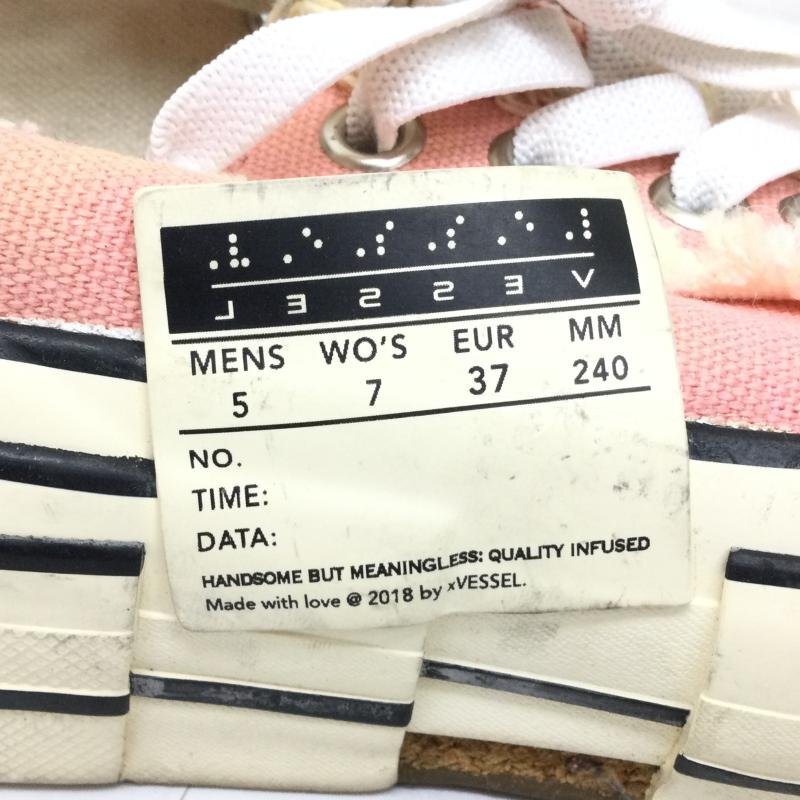 VESSEL
MENS WO'S EUR MM
5 7 37 240
NO.
TIME:
DATA:
HANDSOME BUT MEANINGLESS: QUALITY INFUSED
Made with love @ 2018 by xVESSEL.